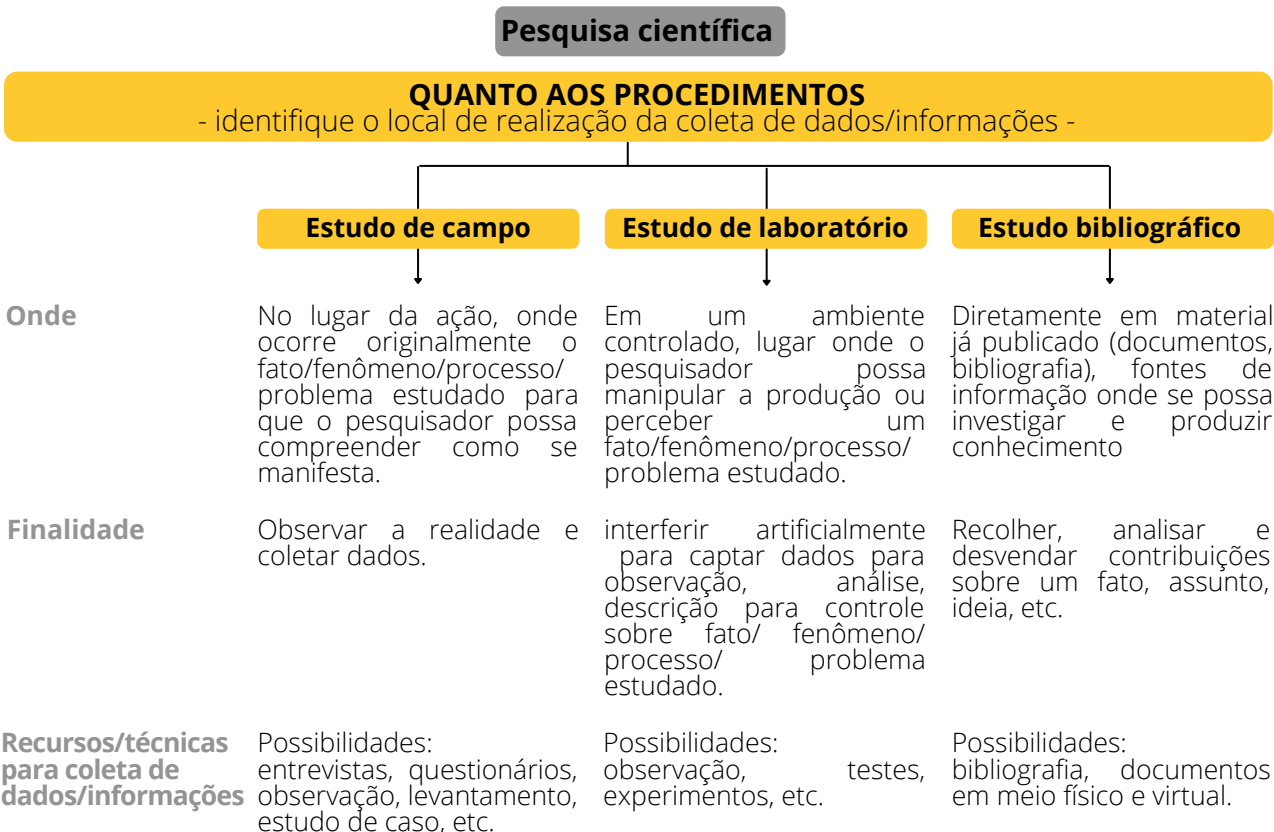 Pesquisa científica
QUANTO AOS PROCEDIMENTOS
- identifique o local de realização da coleta de dados/informações -
Estudo de campo
Estudo de laboratório
Estudo bibliográfico
Onde
No lugar da ação, onde
ocorre originalmente o
fato/fenômeno/processo/
problema estudado para
que o pesquisador possa
compreender como se
manifesta.
Em um ambiente
controlado, lugar onde o
pesquisador possa
manipular a produção ou
perceber um
fato/fenômeno/processo/
problema estudado.
Diretamente em material
já publicado (documentos,
bibliografia), fontes de
informação onde se possa
investigar e produzir
conhecimento
Finalidade
Observar a realidade e
coletar dados.
interferir artificialmente
para captar dados para
observação, análise,
descrição para controle
sobre fato/ fenômeno/
processo/ problema
estudado.
Recolher, analisar e
desvendar contribuições
sobre um fato, assunto,
ideia, etc.
Recursos/técnicas
para coleta de
dados/informações
Possibilidades:
entrevistas, questionários,
observação, levantamento,
estudo de caso, etc.
Possibilidades:
observação, testes,
experimentos, etc.
Possibilidades:
bibliografia, documentos
em meio físico e virtual.